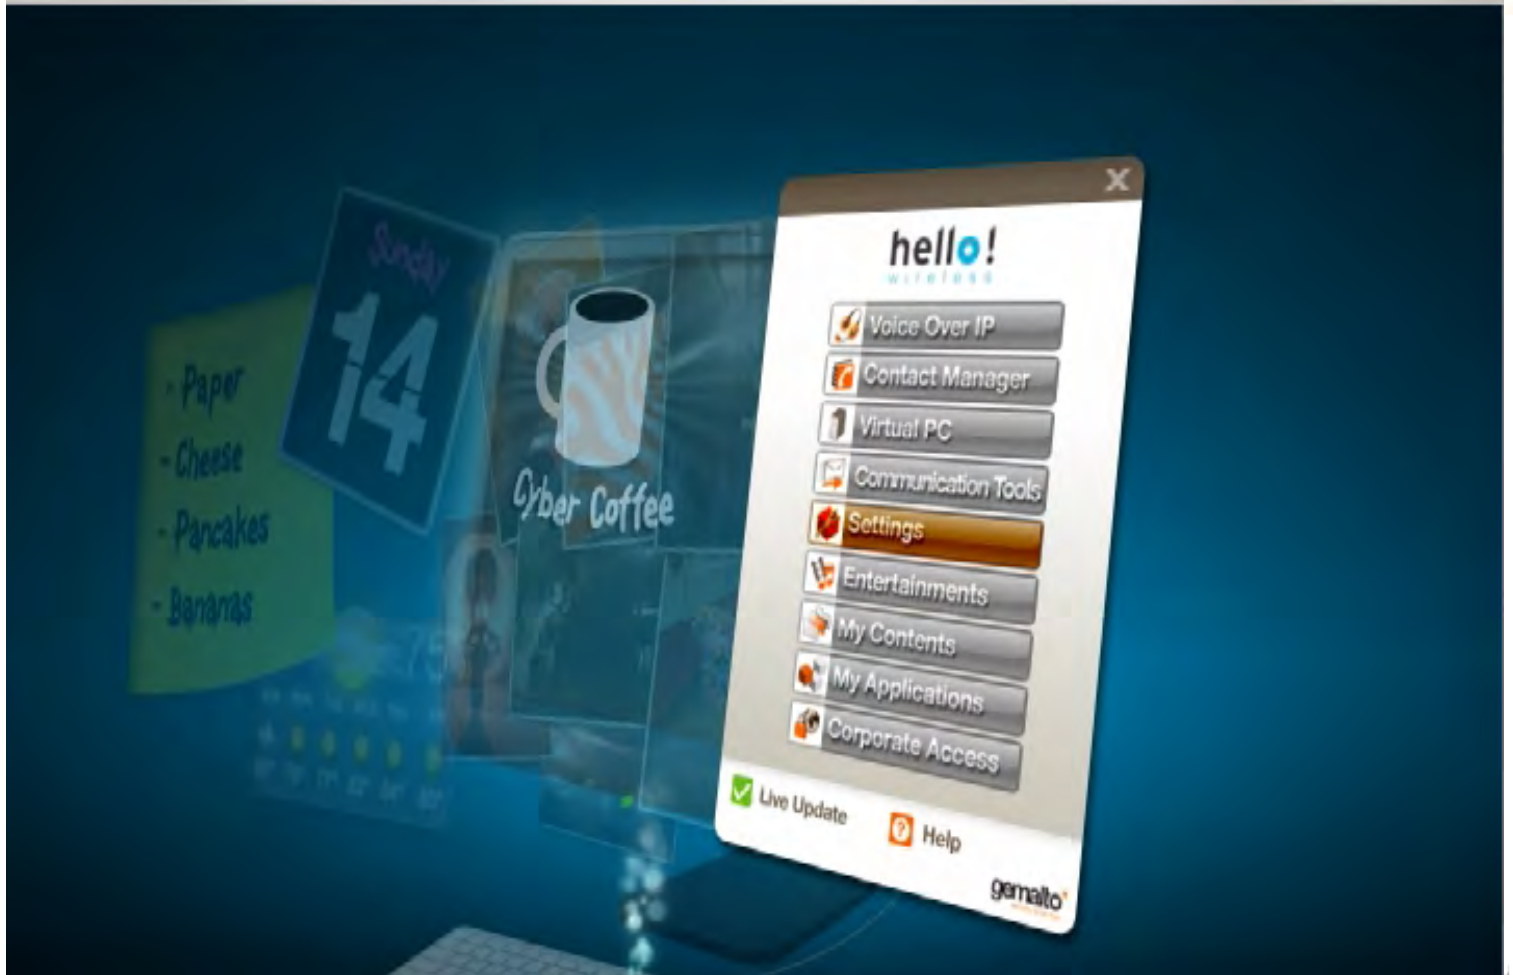 Sunday
14
- Paper
- Cheese
- Pancakes
- Bananas
Cyber Coffee
75
X
hello!
wireless
Voice Over IP
Contact Manager
Virtual PC
Communication Tools
Settings
Entertainments
My Contents
My Applications
Corporate Access
Live Update
? Help
gemalto